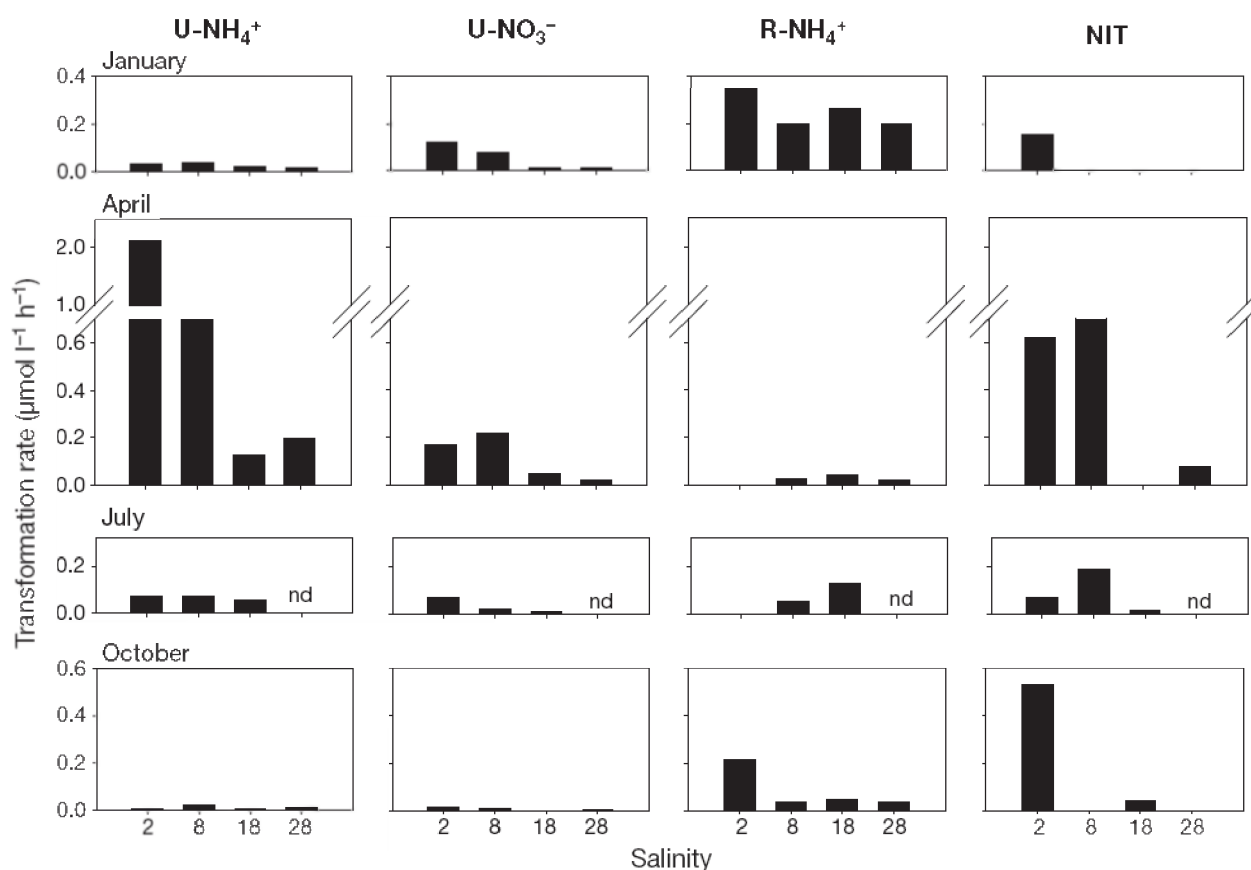 U-NH₄⁺ U-NO₃⁻ R-NH₄⁺ NIT
January
0.4
0.2
0.0
April
2.0
1.0
0.6
0.4
0.2
0.0
July
0.2
0.0
nd nd nd nd
October
0.6
0.4
0.2
0.0
2 8 18 28 2 8 18 28 2 8 18 28 2 8 18 28
Salinity
Transformation rate (µmol l⁻¹ h⁻¹)